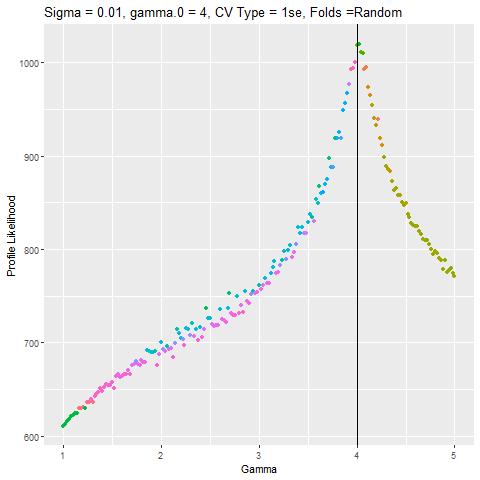 Sigma = 0.01, gamma.0 = 4, CV Type = 1se, Folds =Random
1000
900
800
700
600
Profile Likelihood
1 2 3 4 5
Gamma